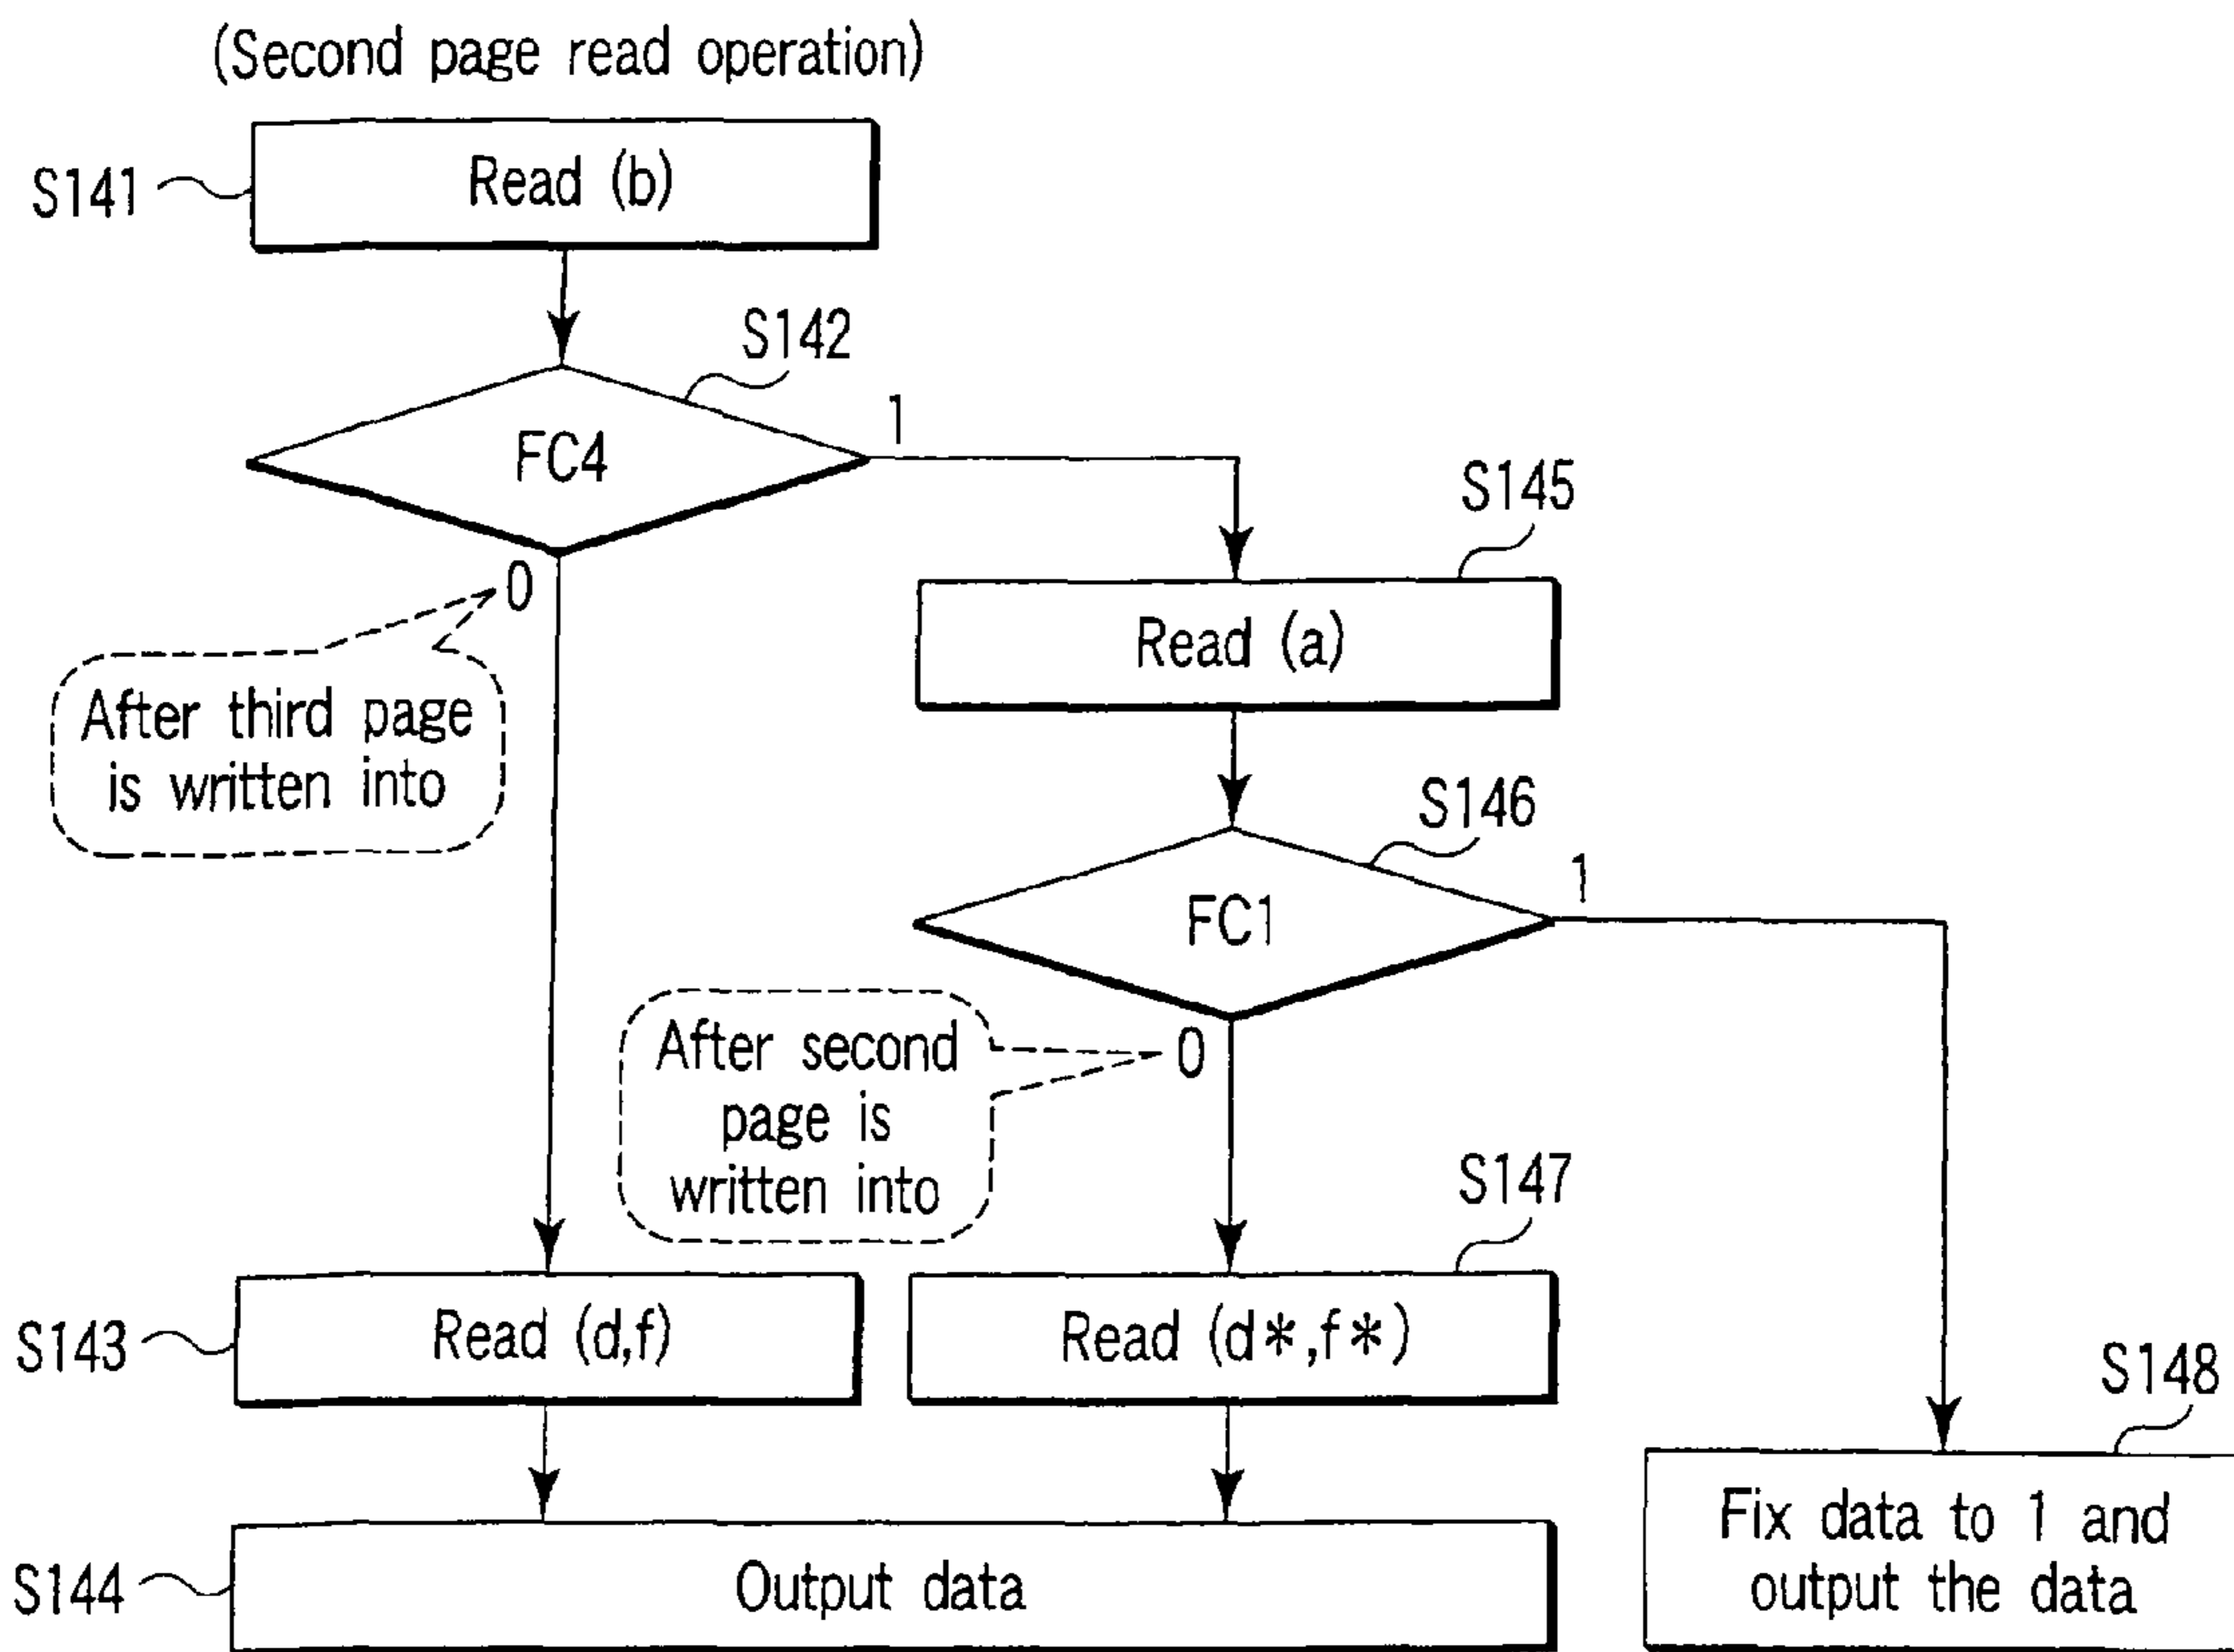 (Second page read operation)
S141
Read (b)
S142
FC4
1
0
After third page
is written into
S145
Read (a)
S146
FC1
1
0
After second
page is
written into
S143
Read (d,f)
S147
Read (d*,f*)
S148
Fix data to 1 and
output the data
S144
Output data